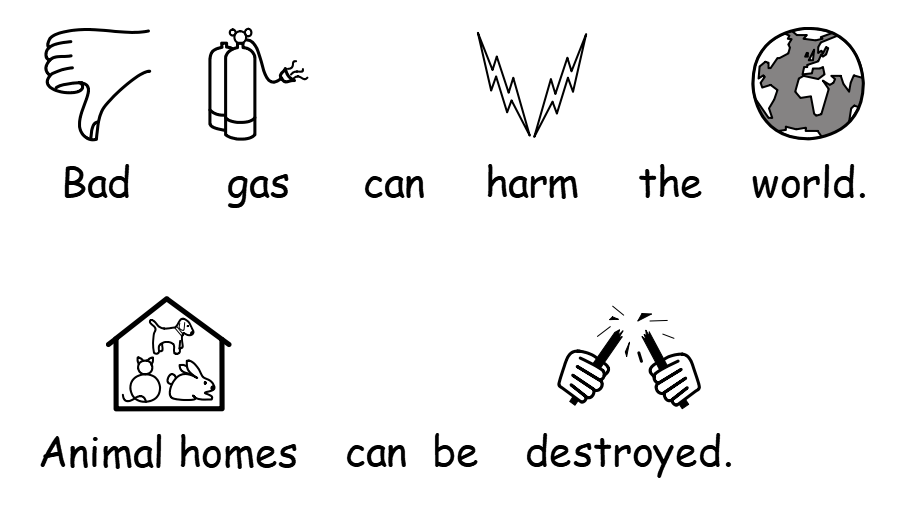 Bad gas can harm the world.
Animal homes can be destroyed.